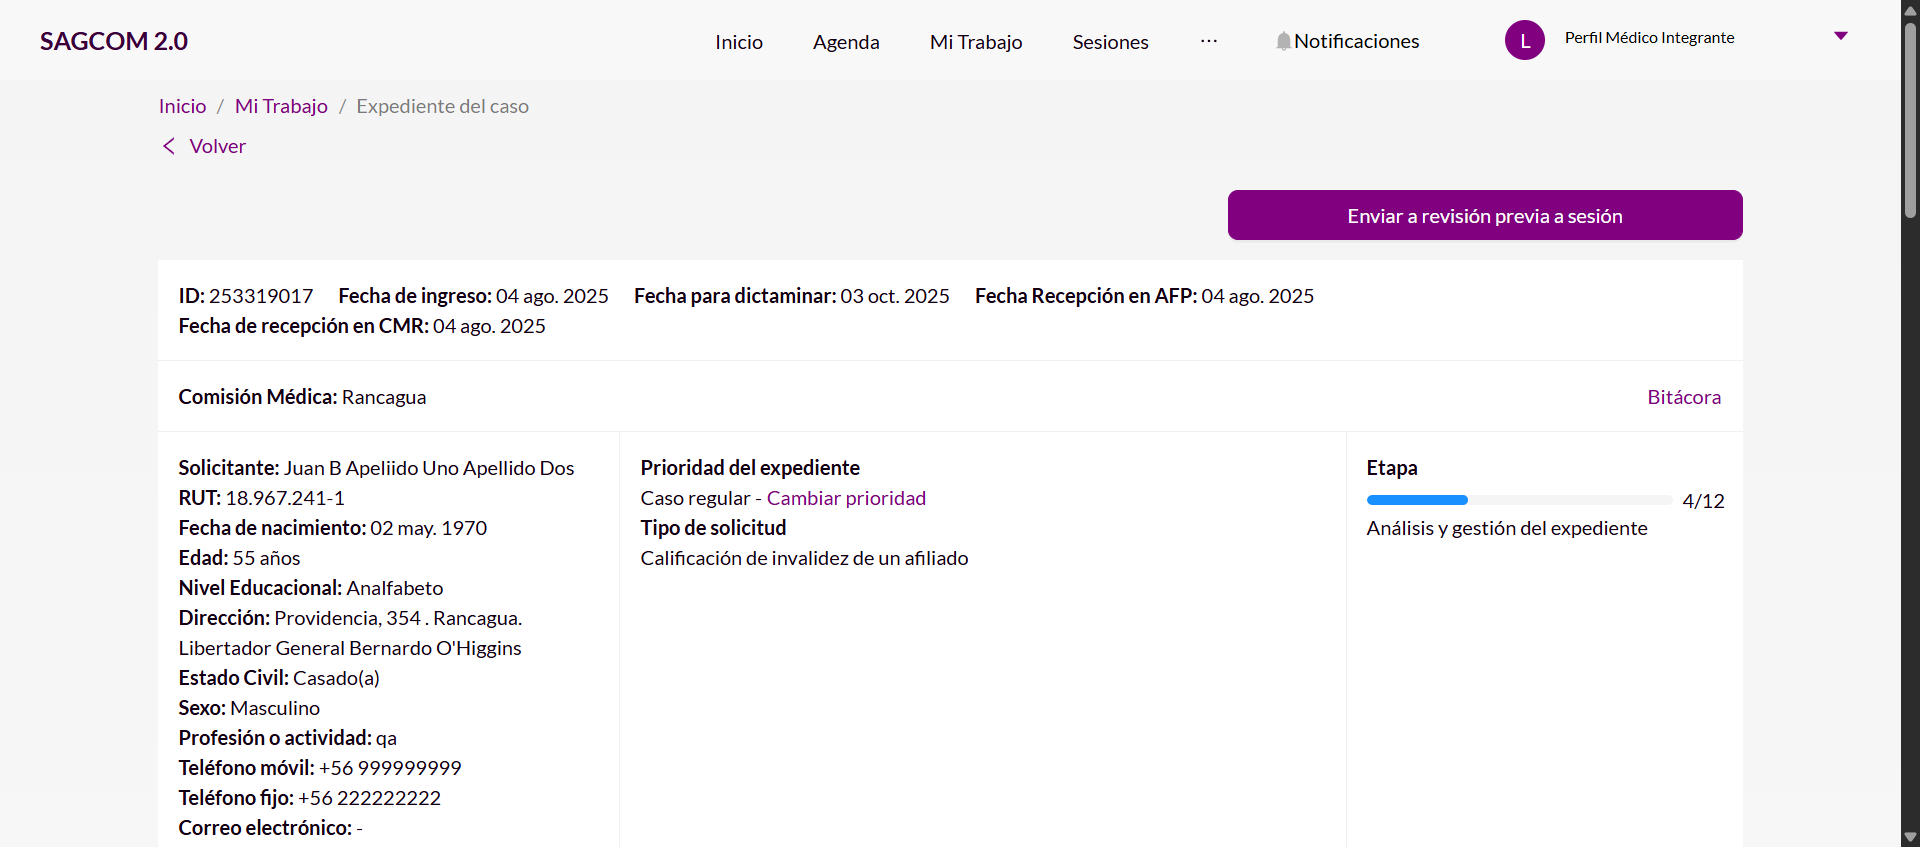 SAGCOM 2.0
Inicio Agenda Mi Trabajo Sesiones ··· Notificaciones L Perfil Médico Integrante
Inicio / Mi Trabajo / Expediente del caso
Volver
Enviar a revisión previa a sesión
ID: 253319017 Fecha de ingreso: 04 ago. 2025 Fecha para dictaminar: 03 oct. 2025 Fecha Recepción en AFP: 04 ago. 2025
Fecha de recepción en CMR: 04 ago. 2025
Comisión Médica: Rancagua
Bitácora
Solicitante: Juan B Apeliido Uno Apellido Dos
RUT: 18.967.241-1
Fecha de nacimiento: 02 may. 1970
Edad: 55 años
Nivel Educacional: Analfabeto
Dirección: Providencia, 354 . Rancagua.
Libertador General Bernardo O'Higgins
Estado Civil: Casado(a)
Sexo: Masculino
Profesión o actividad: qa
Teléfono móvil: +56 999999999
Teléfono fijo: +56 222222222
Correo electrónico: -
Prioridad del expediente
Caso regular - Cambiar prioridad
Tipo de solicitud
Calificación de invalidez de un afiliado
Etapa
4/12
Análisis y gestión del expediente